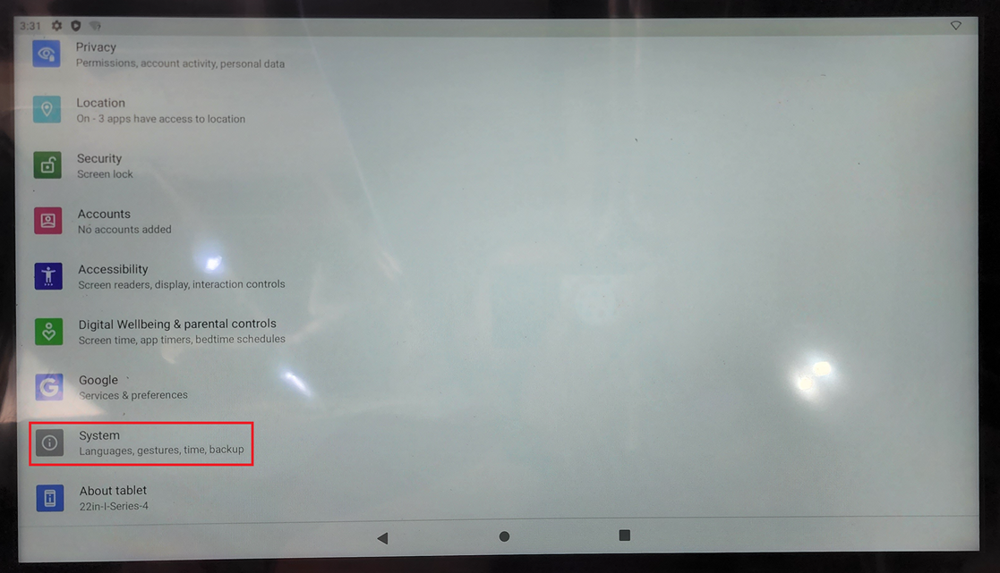 3:31
Privacy
Permissions, account activity, personal data
Location
On - 3 apps have access to location
Security
Screen lock
Accounts
No accounts added
Accessibility
Screen readers, display, interaction controls
Digital Wellbeing & parental controls
Screen time, app timers, bedtime schedules
Google
Services & preferences
System
Languages, gestures, time, backup
About tablet
22in-I-Series-4